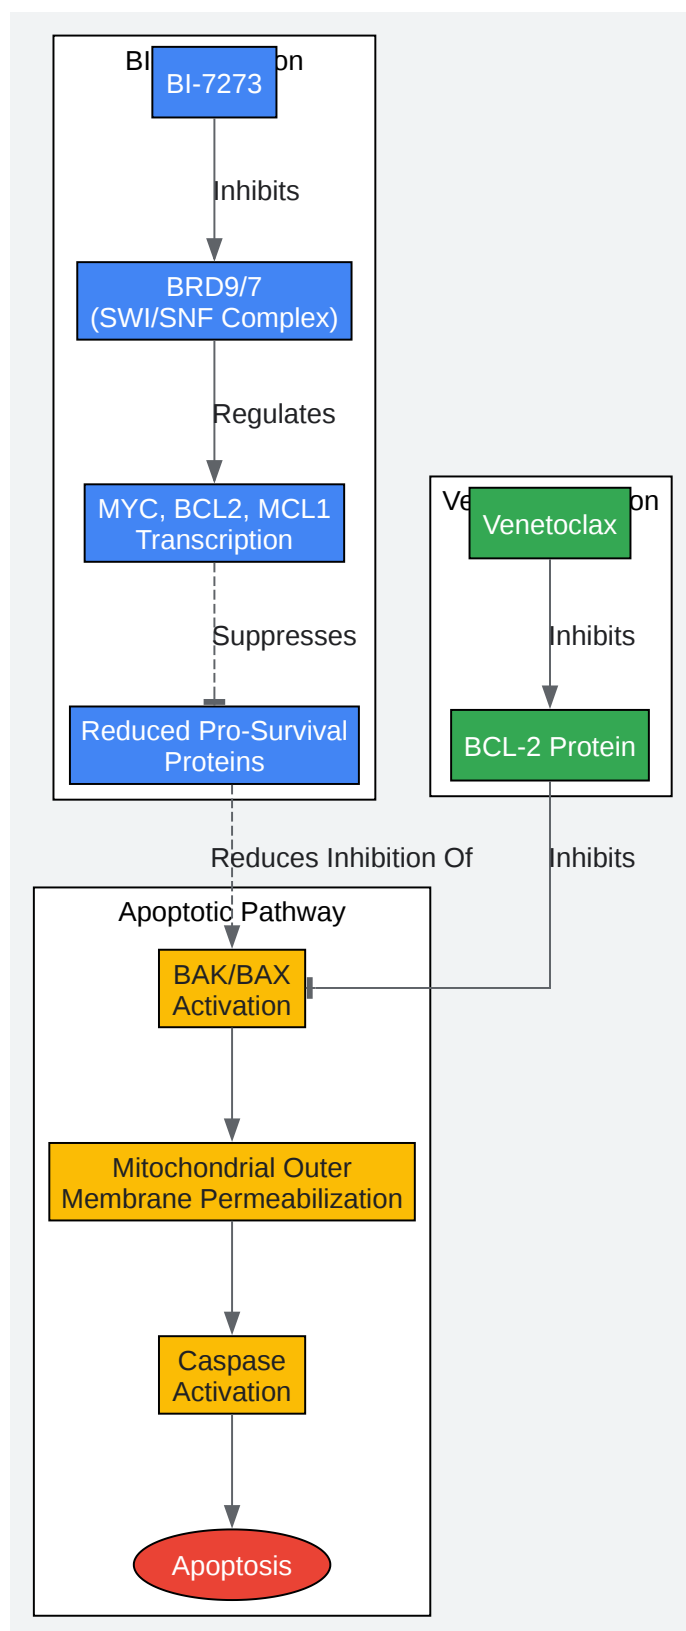 BI-7273
Inhibits
BRD9/7
(SWI/SNF Complex)
Regulates
MYC, BCL2, MCL1
Transcription
Suppresses
Reduced Pro-Survival
Proteins
Venetoclax
Inhibits
BCL-2 Protein
Reduces Inhibition Of
Inhibits
Apoptotic Pathway
BAK/BAX
Activation
Mitochondrial Outer
Membrane Permeabilization
Caspase
Activation
Apoptosis